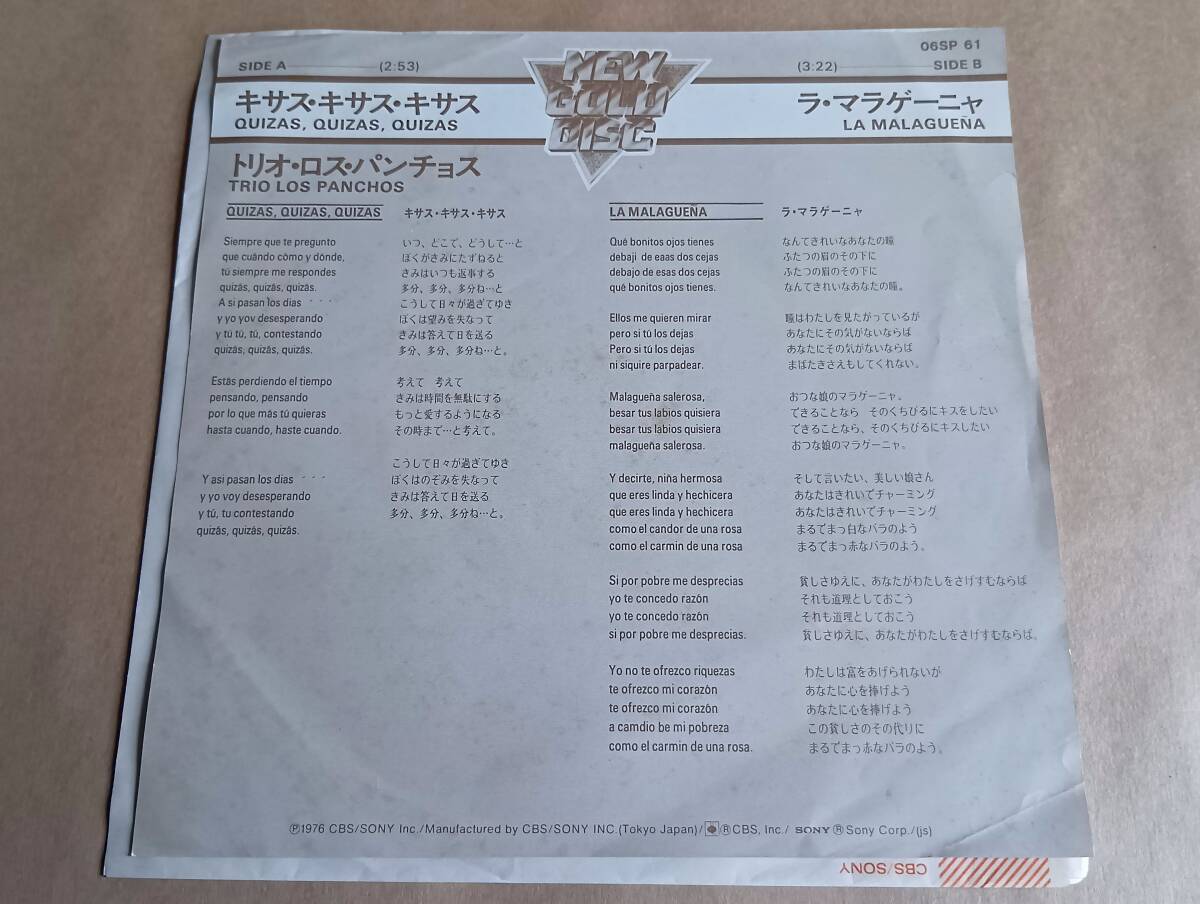 06SP 61
SIDE A
(2:53)
NEW
GOLD
DISC
(3:22)
SIDE B
キサス・キサス・キサス
QUIZAS, QUIZAS, QUIZAS
ラ・マラゲーニャ
LA MALAGUEÑA
トリオ・ロス・パンチョス
TRIO LOS PANCHOS
QUIZAS, QUIZAS, QUIZAS
キサス・キサス・キサス
Siempre que te pregunto
que cuándo cómo y dónde,
tú siempre me respondes
quizás, quizás, quizás.
A si pasan los dias ・・・
y yo yov desesperando
y tú tú, tú, contestando
quizás, quizás, quizás.
Estás perdiendo el tiempo
pensando, pensando
por lo que más tú quieras
hasta cuando, haste cuando.
Y asi pasan los dias ・・・
y yo voy desesperando
y tú, tu contestando
quizás, quizás, quizás.
いつ、どこで、どうして…と
ぼくがきみにたずねると
きみはいつも返事する
多分、多分、多分ね…と
こうして日々が過ぎてゆき
ぼくは望みを失なって
きみは答えて日を送る
多分、多分、多分ね…と。
考えて 考えて
きみは時間を無駄にする
もっと愛するようになる
その時まで…と考えて。
こうして日々が過ぎてゆき
ぼくはのぞみを失なって
きみは答えて日を送る
多分、多分、多分ね…と。
LA MALAGUEÑA
ラ・マラゲーニャ
Qué bonitos ojos tienes
debaji de eaas dos cejas
debajo de esas dos cejas
qué bonitos ojos tienes.
Ellos me quieren mirar
pero si tú los dejas
Pero si tú los dejas
ni siquire parpadear.
Malagueña salerosa,
besar tus labios quisiera
besar tus labios quisiera
malagueña salerosa.
Y decirte, niña hermosa
que eres linda y hechicera
que eres linda y hechicera
como el candor de una rosa
como el carmin de una rosa
Si por pobre me desprecias
yo te concedo razón
yo te concedo razón
si por pobre me desprecias.
Yo no te ofrezco riquezas
te ofrezco mi corazón
te ofrezco mi corazón
a camdio be mi pobreza
como el carmin de una rosa.
なんてきれいなあなたの瞳
ふたつの眉のその下に
ふたつの眉のその下に
なんてきれいなあなたの瞳。
瞳はわたしを見たがっているが
あなたにその気がないならば
あなたにその気がないならば
まばたきさえもしてくれない。
おつな娘のマラゲーニャ。
できることなら そのくちびるにキスをしたい
できることなら、そのくちびるにキスしたい
おつな娘のマラゲーニャ。
そして言いたい、美しい娘さん
あなたはきれいでチャーミング
あなたはきれいでチャーミング
まるでまっ白なバラのよう
まるでまっ赤なバラのよう。
貧しさゆえに、あなたがわたしをさげすむならば
それも道理としておこう
それも道理としておこう
貧しさゆえに、あなたがわたしをさげすむならば。
わたしは富をあげられないが
あなたに心を捧げよう
あなたに心を捧げよう
この貧しさのその代りに
まるでまっ赤なバラのよう。
Ⓟ1976 CBS/SONY Inc./Manufactured by CBS/SONY INC.(Tokyo Japan)/ ®CBS, Inc./ SONY ® Sony Corp./(js)
CBS/SONY